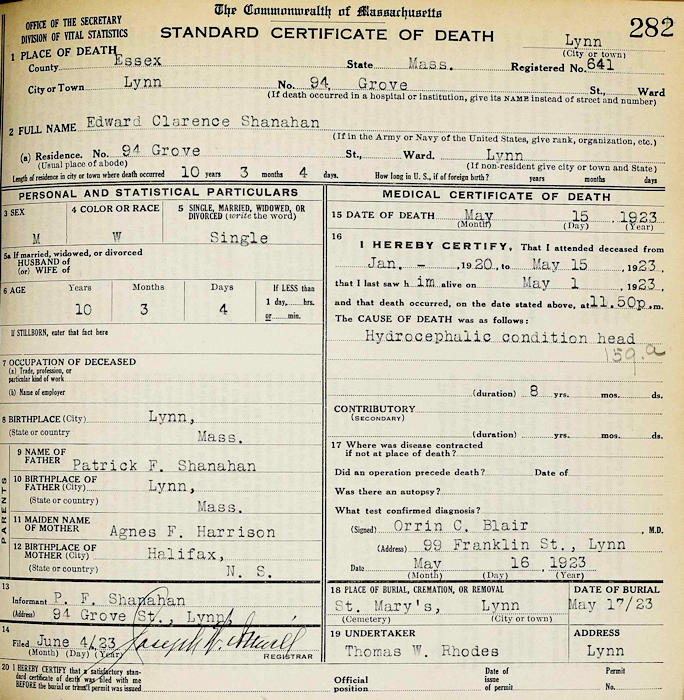 The Commonwealth of Massachusetts
282
OFFICE OF THE SECRETARY
DIVISION OF VITAL STATISTICS
STANDARD CERTIFICATE OF DEATH
Lynn
(City or town)
1 PLACE OF DEATH
County Essex State Mass. Registered No. 641
City or Town Lynn No. 94 Grove St., Ward
(If death occurred in a hospital or institution, give its NAME instead of street and number)
2 FULL NAME Edward Clarence Shanahan
(If in the Army or Navy of the United States, give rank, organization, etc.)
(a) Residence. No. 94 Grove St., Ward. Lynn
(Usual place of abode) (If non-resident give city or town and State)
Length of residence in city or town where death occurred 10 years 3 months 4 days. How long in U. S., if of foreign birth? years months days
PERSONAL AND STATISTICAL PARTICULARS
3 SEX
M
4 COLOR OR RACE
W
5 SINGLE, MARRIED, WIDOWED, OR
DIVORCED (write the word)
Single
5a If married, widowed, or divorced
HUSBAND of
(or) WIFE of
6 AGE Years Months Days If LESS than
1 day, hrs.
or min.
10 3 4
If STILLBORN, enter that fact here
7 OCCUPATION OF DECEASED
(a) Trade, profession, or
particular kind of work
(b) Name of employer
8 BIRTHPLACE (City) Lynn,
(State or country) Mass.
PARENTS
9 NAME OF
FATHER Patrick F. Shanahan
10 BIRTHPLACE OF
FATHER (City) Lynn,
(State or country) Mass.
11 MAIDEN NAME
OF MOTHER Agnes F. Harrison
12 BIRTHPLACE OF
MOTHER (City) Halifax,
(State or country) N. S.
13
Informant P. F. Shanahan
(Address) 94 Grove St., Lynn
14
Filed June 4/23
(Month) (Day) (Year)
REGISTRAR
MEDICAL CERTIFICATE OF DEATH
15 DATE OF DEATH May 15 1923
(Month) (Day) (Year)
16
I HEREBY CERTIFY, That I attended deceased from
Jan. - , 1920, to May 15 1923,
that I last saw h im alive on May 1 , 1923,
and that death occurred, on the date stated above, at 11.50p.m.
The CAUSE OF DEATH was as follows:
Hydrocephalic condition head
159.a
(duration) 8 yrs. mos. ds.
CONTRIBUTORY
(SECONDARY)
(duration) yrs. mos. ds.
17 Where was disease contracted
if not at place of death?
Did an operation precede death? Date of
Was there an autopsy?
What test confirmed diagnosis?
(Signed) Orrin C. Blair, M.D.
(Address) 99 Franklin St., Lynn
Date May 16 1923
(Month) (Day) (Year)
18 PLACE OF BURIAL, CREMATION, OR REMOVAL
St. Mary's, Lynn
(Cemetery) (City or town)
DATE OF BURIAL
May 17/23
19 UNDERTAKER
Thomas W. Rhodes
ADDRESS
Lynn
20 I HEREBY CERTIFY that a satisfactory stan-
dard certificate of death was filed with me
BEFORE the burial or transit permit was issued
Official
position
Date of
issue
of permit
Permit
No.